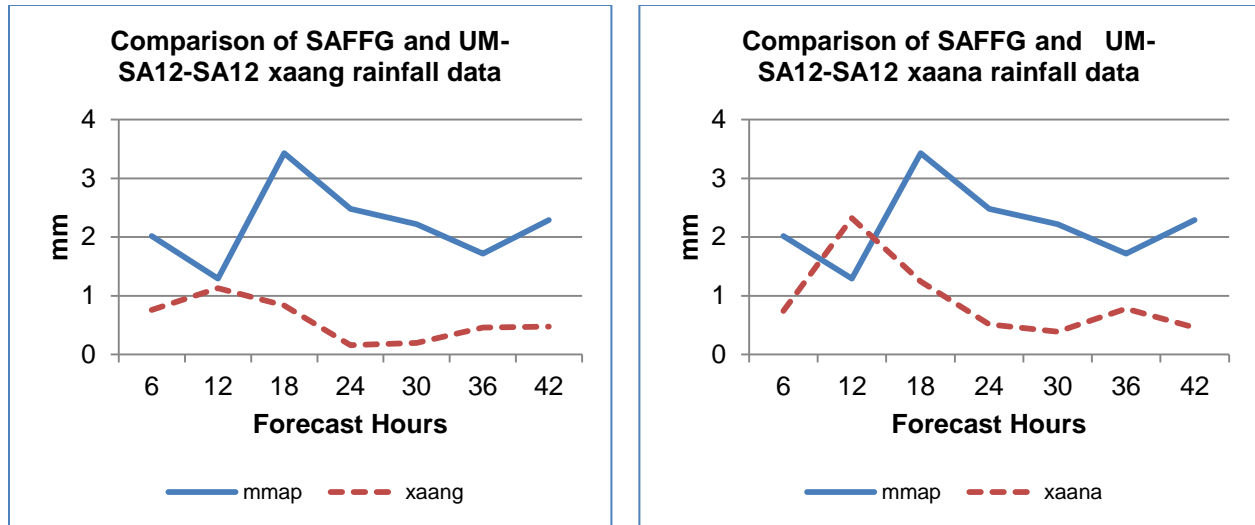 Comparison of SAFFG and UM-
SA12-SA12 xaang rainfall data
4
3
2
1
0
mm
6 12 18 24 30 36 42
Forecast Hours
mmap xaang
Comparison of SAFFG and UM-
SA12-SA12 xaana rainfall data
4
3
2
1
0
mm
6 12 18 24 30 36 42
Forecast Hours
mmap xaana